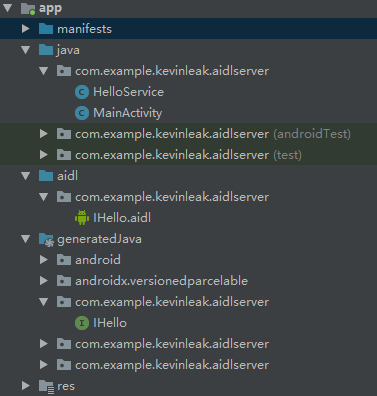 app
manifests
java
com.example.kevinleak.aidlserver
HelloService
MainActivity
com.example.kevinleak.aidlserver (androidTest)
com.example.kevinleak.aidlserver (test)
aidl
com.example.kevinleak.aidlserver
IHello.aidl
generatedJava
android
androidx.versionedparcelable
com.example.kevinleak.aidlserver
IHello
com.example.kevinleak.aidlserver
com.example.kevinleak.aidlserver
res